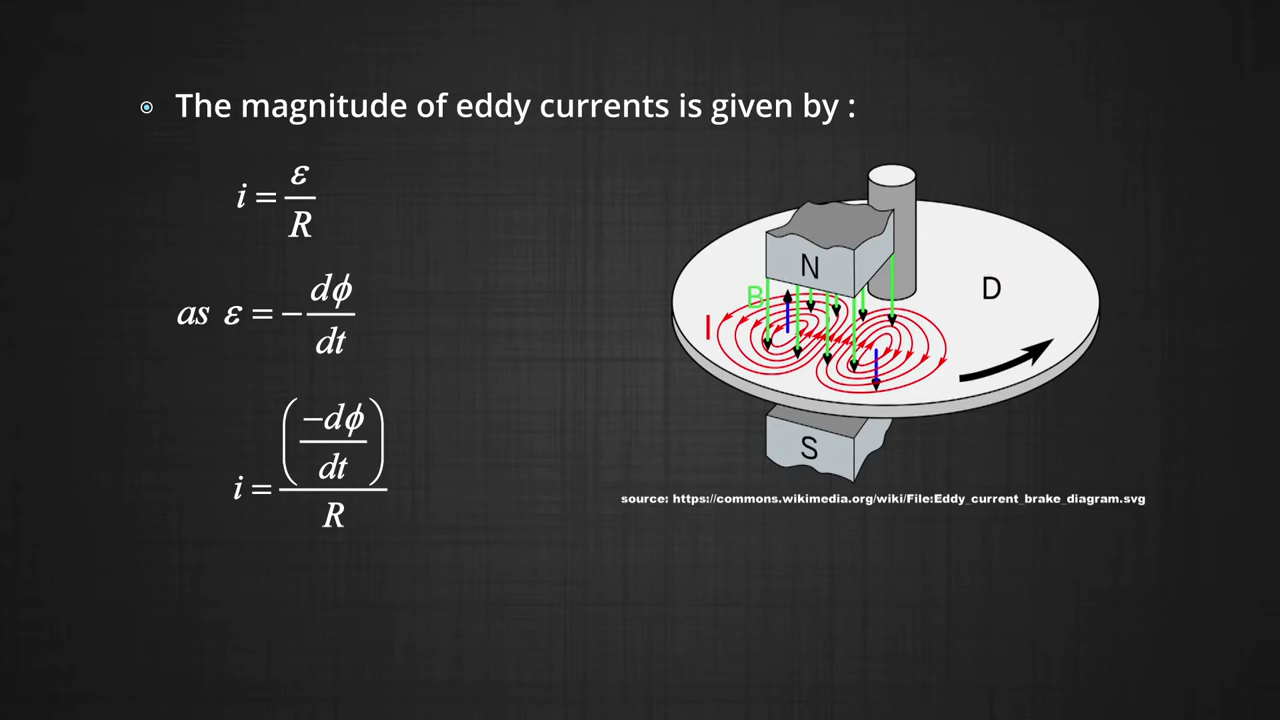 The magnitude of eddy currents is given by :
i = ε / R
as ε = − dϕ / dt
i = ( −dϕ / dt ) / R
N
B
I
D
S
source: https://commons.wikimedia.org/wiki/File:Eddy_current_brake_diagram.svg